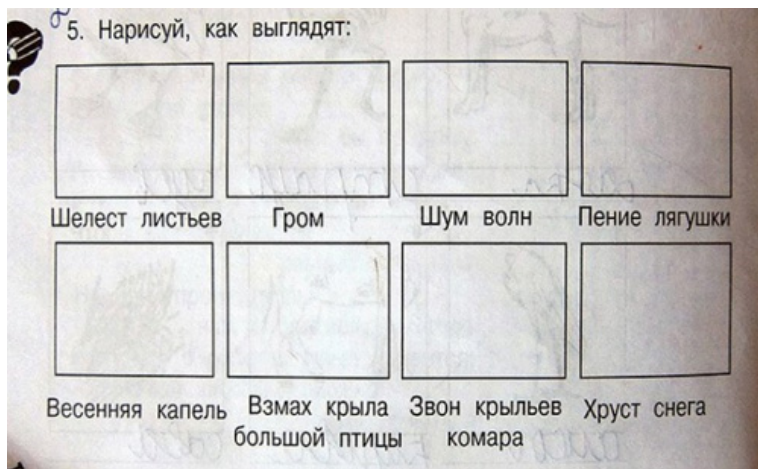 5. Нарисуй, как выглядят:
Шелест листьев Гром Шум волн Пение лягушки
Весенняя капель Взмах крыла Звон крыльев Хруст снега
большой птицы комара